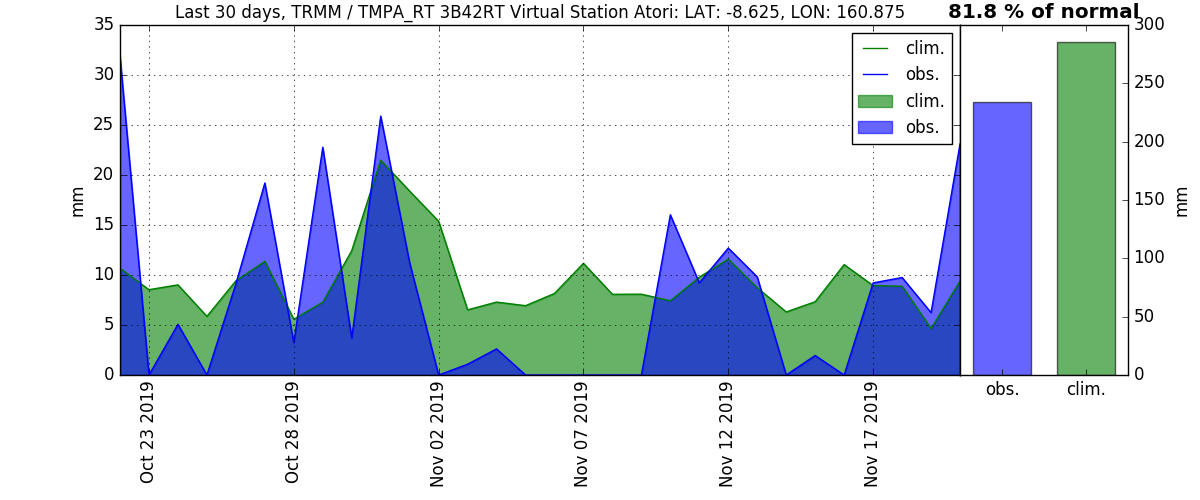 Last 30 days, TRMM / TMPA_RT 3B42RT Virtual Station Atori: LAT: -8.625, LON: 160.875
81.8 % of normal
mm
35
30
25
20
15
10
5
0
clim.
obs.
clim.
obs.
Oct 23 2019
Oct 28 2019
Nov 02 2019
Nov 07 2019
Nov 12 2019
Nov 17 2019
300
250
200
150
100
50
0
mm
obs.
clim.